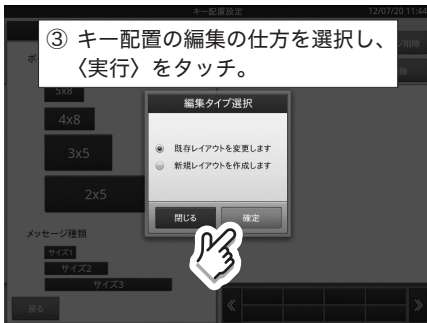 キー配置設定
12/07/20 11:44
③ キー配置の編集の仕方を選択し、
〈実行〉をタッチ。
ボ
削除
5x8
4x8
3x5
2x5
編集タイプ選択
既存レイアウトを変更します
新規レイアウトを作成します
閉じる
確定
メッセージ種類
サイズ1
サイズ2
サイズ3
戻る